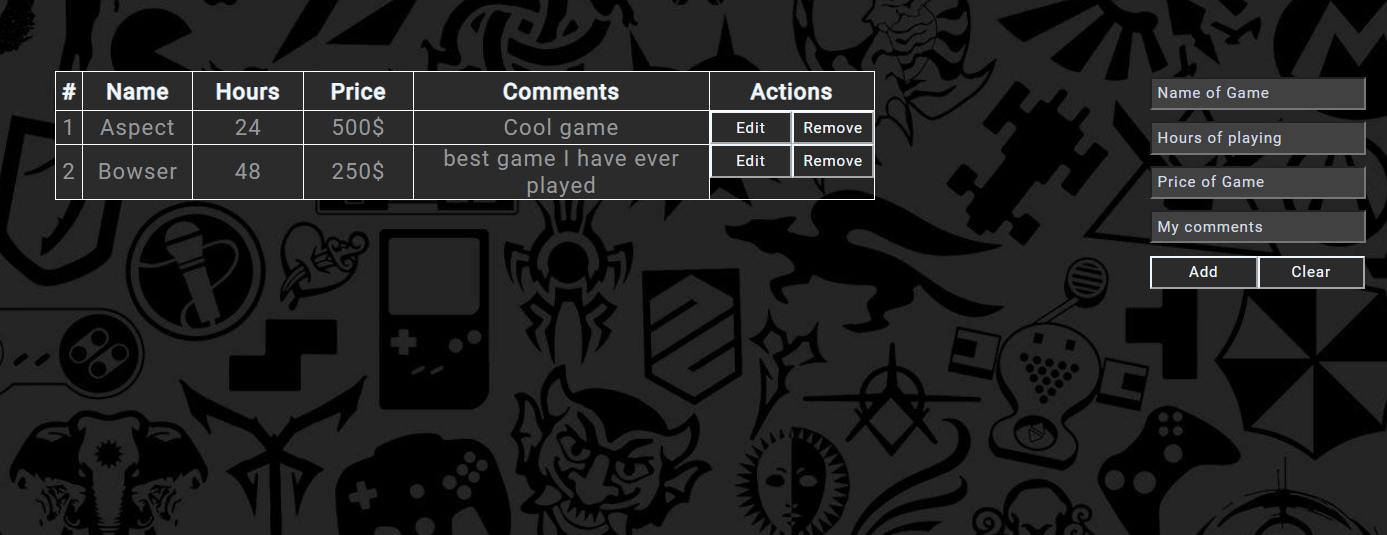 # Name Hours Price Comments Actions
1 Aspect 24 500$ Cool game Edit Remove
2 Bowser 48 250$ best game I have ever played Edit Remove
Name of Game
Hours of playing
Price of Game
My comments
Add Clear